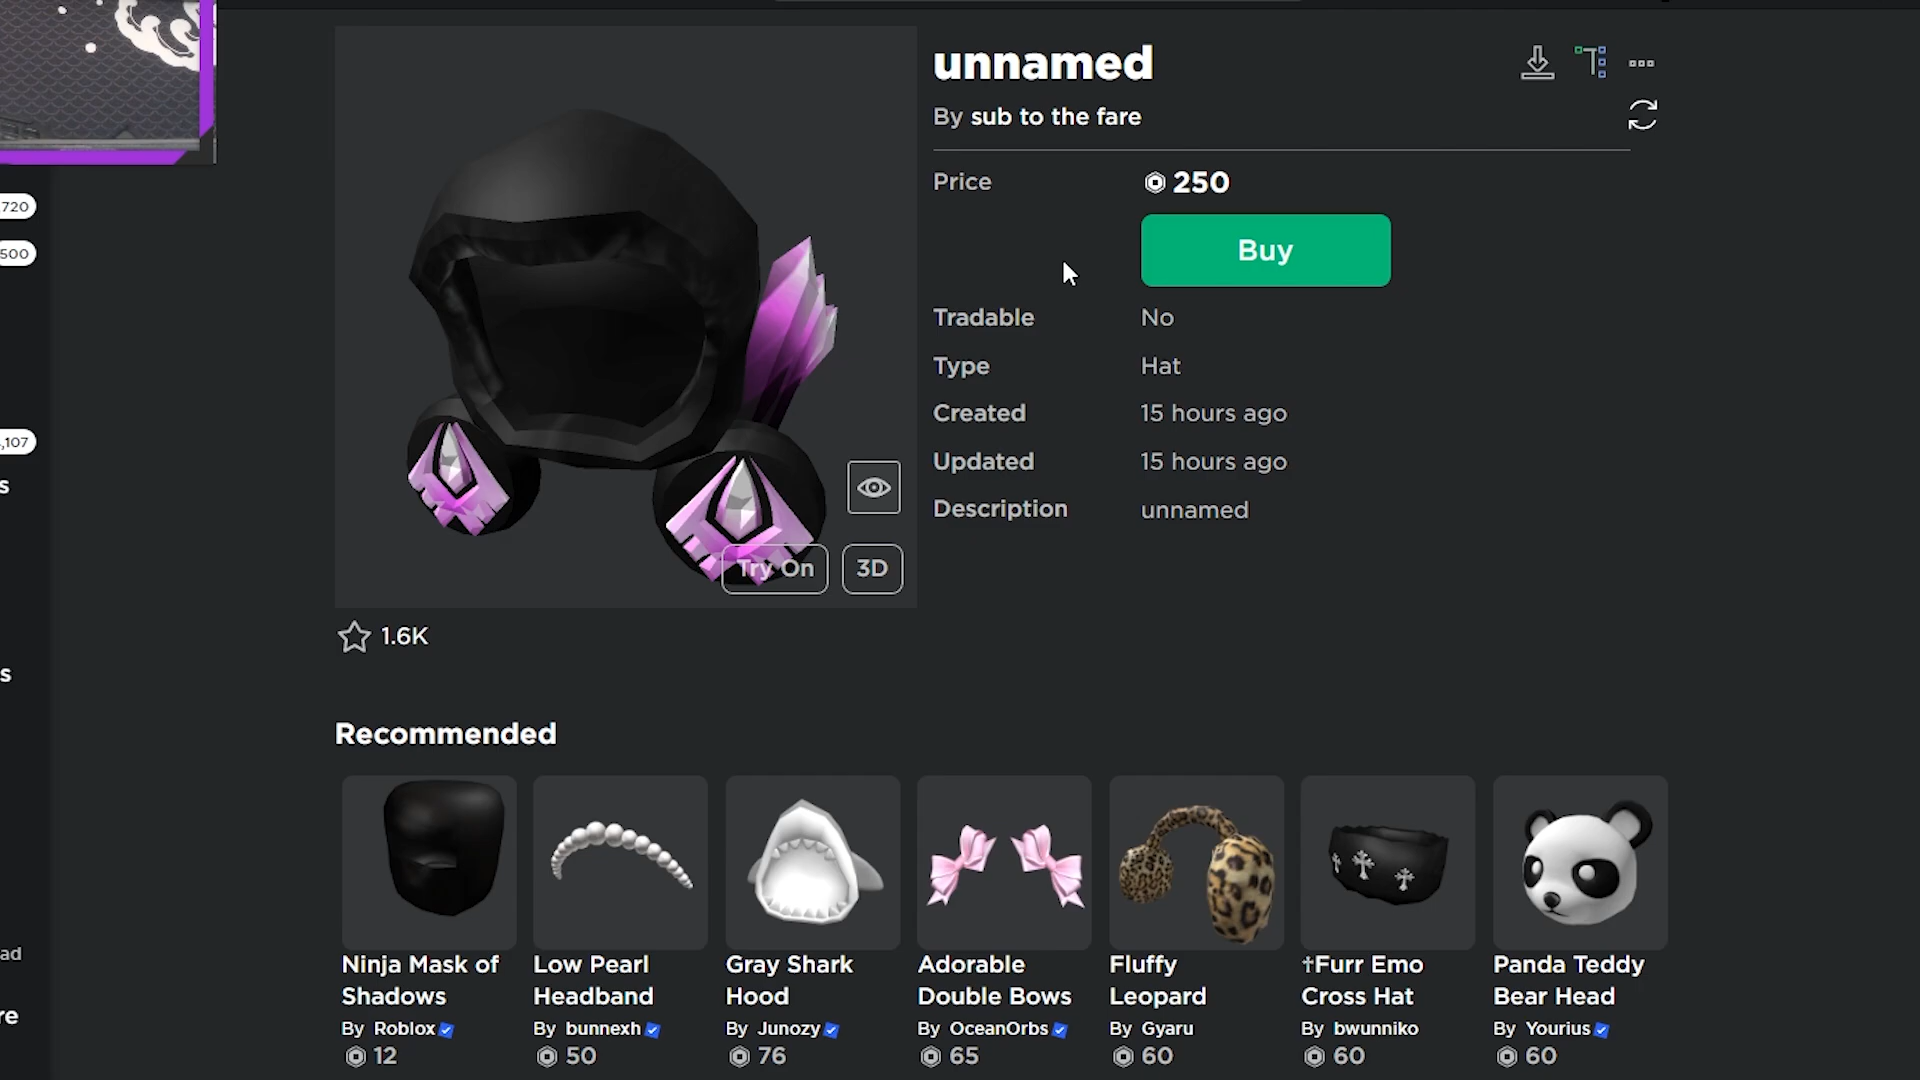 unnamed
By sub to the fare
Price 250
Buy
Tradable No
Type Hat
Created 15 hours ago
Updated 15 hours ago
Description unnamed
Try On 3D
1.6K
720
500
,107
s
s
ad
re
Recommended
Ninja Mask of
Shadows
By Roblox
12
Low Pearl
Headband
By bunnexh
50
Gray Shark
Hood
By Junozy
76
Adorable
Double Bows
By OceanOrbs
65
Fluffy
Leopard
By Gyaru
60
†Furr Emo
Cross Hat
By bwunniko
60
Panda Teddy
Bear Head
By Yourius
60